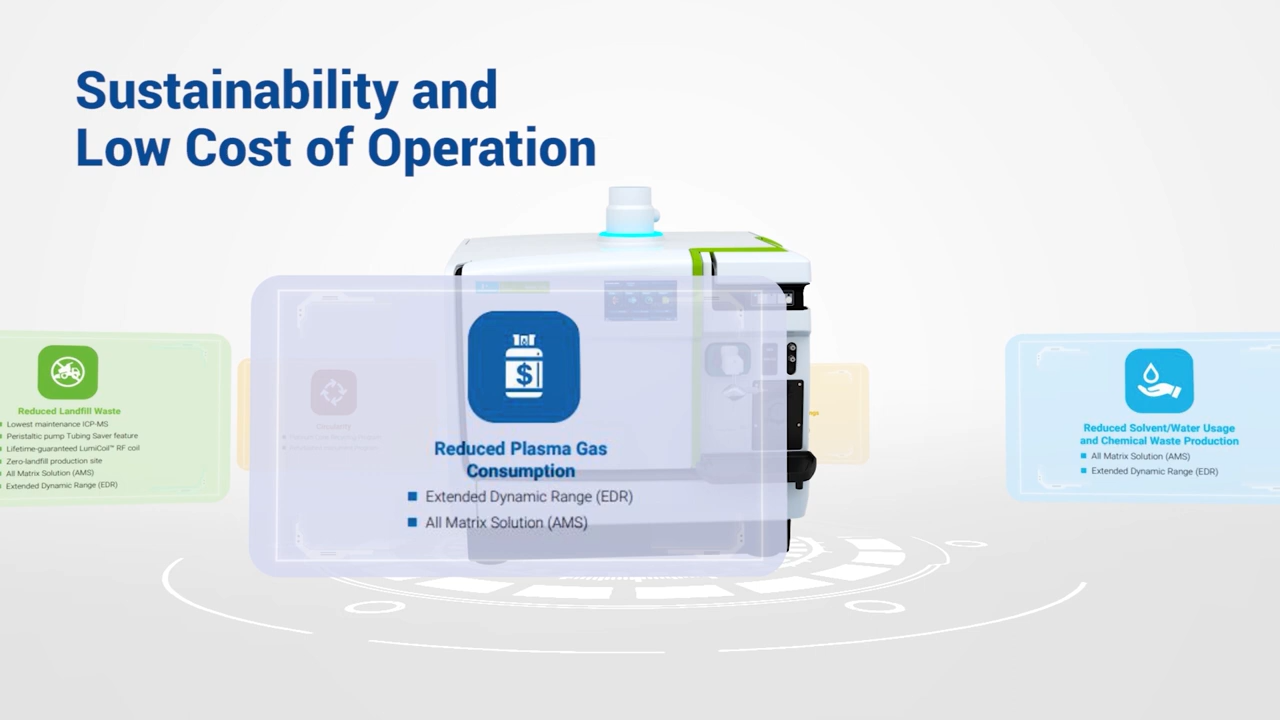 Sustainability and
Low Cost of Operation
Reduced Landfill Waste
Lowest maintenance ICP-MS
Peristaltic pump Tubing Saver feature
Lifetime-guaranteed LumiCoil™ RF coil
Zero-landfill production site
All Matrix Solution (AMS)
Extended Dynamic Range (EDR)
Circularity
$
Reduced Plasma Gas
Consumption
Extended Dynamic Range (EDR)
All Matrix Solution (AMS)
Reduced Solvent/Water Usage
and Chemical Waste Production
All Matrix Solution (AMS)
Extended Dynamic Range (EDR)